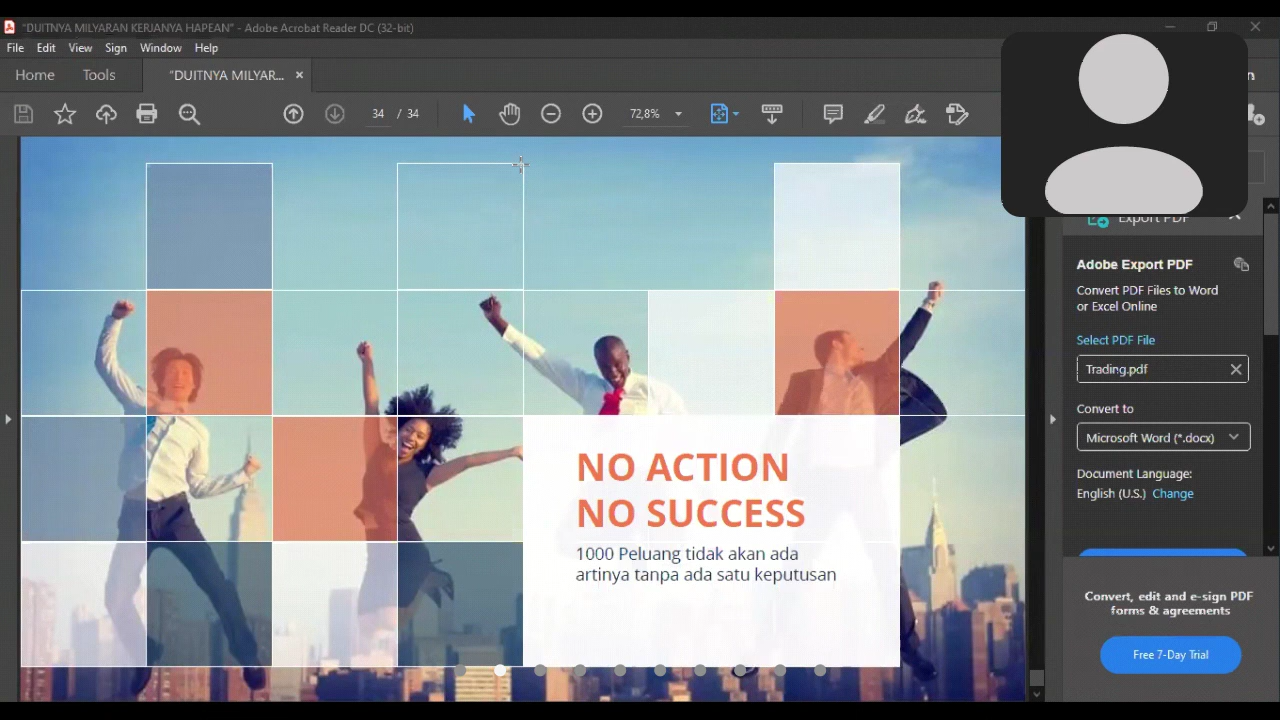 "DUITNYA MILYARAN KERJANYA HAPEAN" - Adobe Acrobat Reader DC (32-bit)
File Edit View Sign Window Help
Home Tools "DUITNYA MILYAR...
34 / 34 72,8%
Export PDF
Adobe Export PDF
Convert PDF Files to Word
or Excel Online
Select PDF File
Trading.pdf
Convert to
Microsoft Word (*.docx)
Document Language:
English (U.S.) Change
NO ACTION
NO SUCCESS
1000 Peluang tidak akan ada
artinya tanpa ada satu keputusan
Convert, edit and e-sign PDF
forms & agreements
Free 7-Day Trial